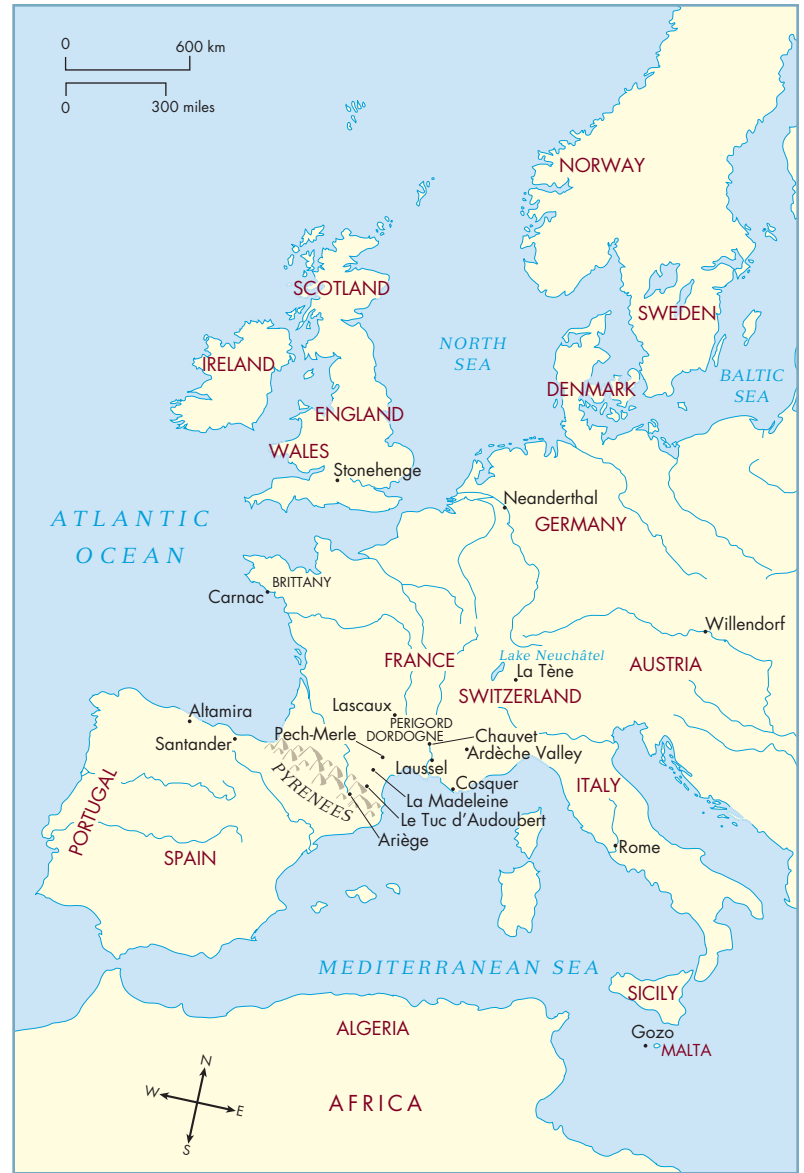 0
600 km
0
300 miles
NORWAY
SCOTLAND
SWEDEN
NORTH
SEA
IRELAND
BALTIC
SEA
DENMARK
ENGLAND
WALES
Stonehenge
Neanderthal
GERMANY
ATLANTIC
OCEAN
BRITTANY
Carnac
Willendorf
Lake Neuchâtel
FRANCE
AUSTRIA
La Tène
SWITZERLAND
Lascaux
Altamira
PERIGORD
DORDOGNE
Pech-Merle
Chauvet
Santander
Ardèche Valley
Laussel
PYRENEES
Cosquer
ITALY
La Madeleine
PORTUGAL
Le Tuc d’Audoubert
Ariège
Rome
SPAIN
MEDITERRANEAN SEA
SICILY
ALGERIA
Gozo
MALTA
N
W
E
S
AFRICA